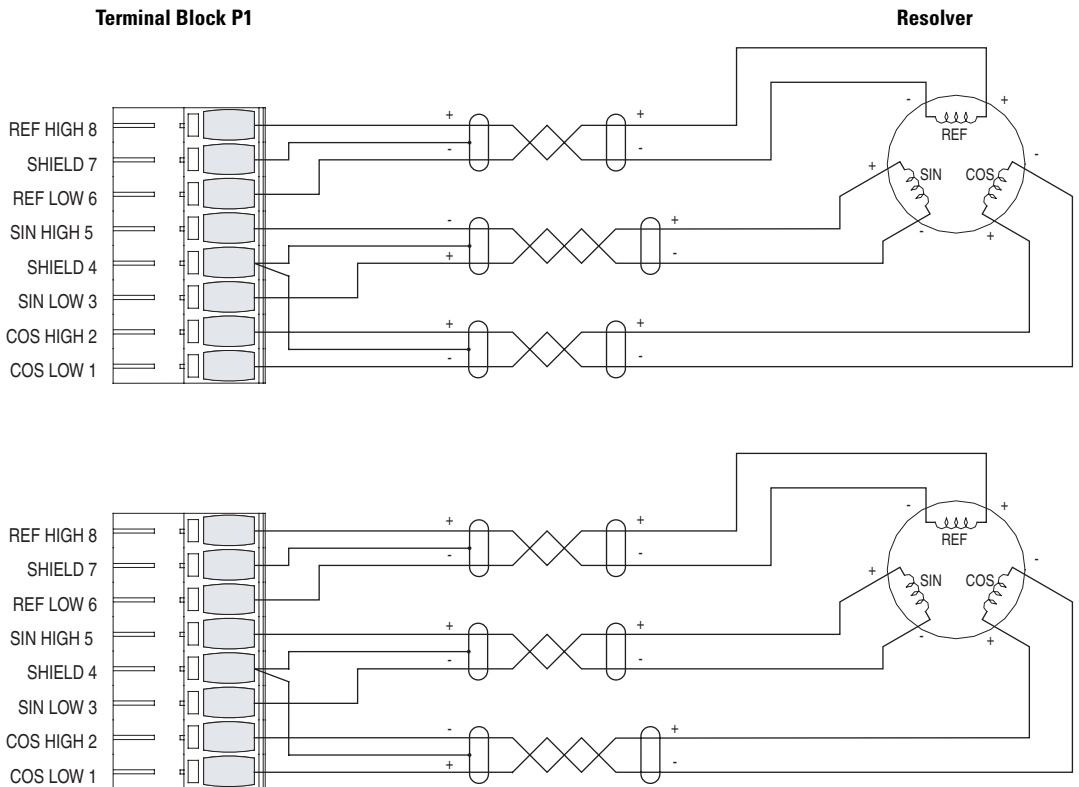 Terminal Block P1
Resolver
REF HIGH 8
SHIELD 7
REF LOW 6
SIN HIGH 5
SHIELD 4
SIN LOW 3
COS HIGH 2
COS LOW 1
+
-
+
-
-
+
+
-
+
-
+
-
-
+
REF
+
SIN
-
COS
-
+
REF HIGH 8
SHIELD 7
REF LOW 6
SIN HIGH 5
SHIELD 4
SIN LOW 3
COS HIGH 2
COS LOW 1
+
-
+
-
+
-
+
-
-
+
+
-
-
+
REF
+
SIN
-
COS
-
+